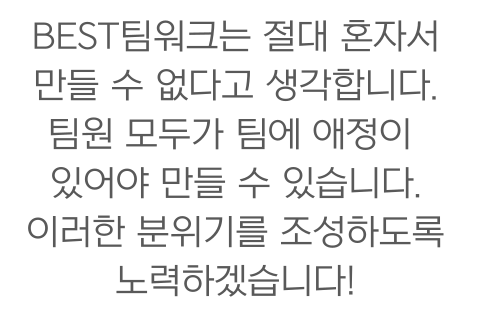 BEST팀워크는 절대 혼자서
만들 수 없다고 생각합니다.
팀원 모두가 팀에 애정이
있어야 만들 수 있습니다.
이러한 분위기를 조성하도록
노력하겠습니다!